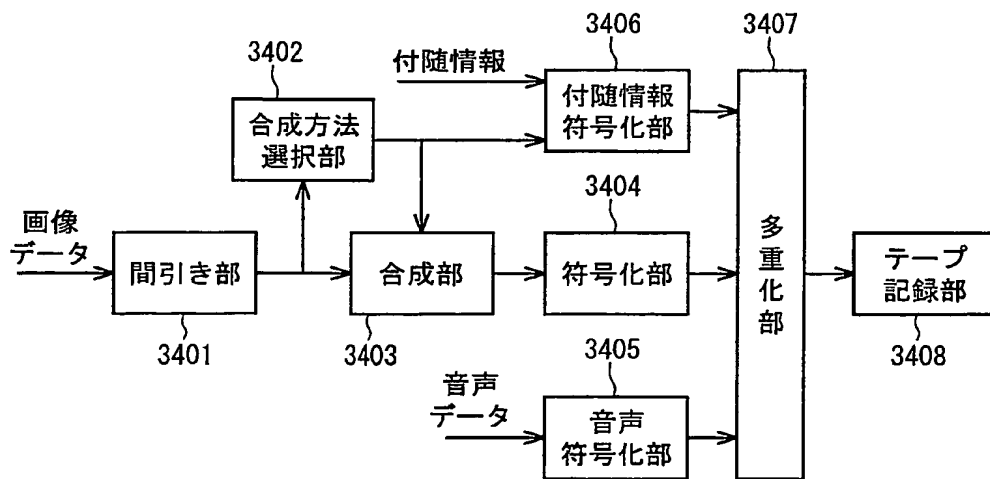 3402
3406
3407
付随情報
合成方法
選択部
付随情報
符号化部
3404
画像
データ
間引き部
合成部
符号化部
多重化部
テープ
記録部
3401
3403
3405
3408
音声
データ
音声
符号化部